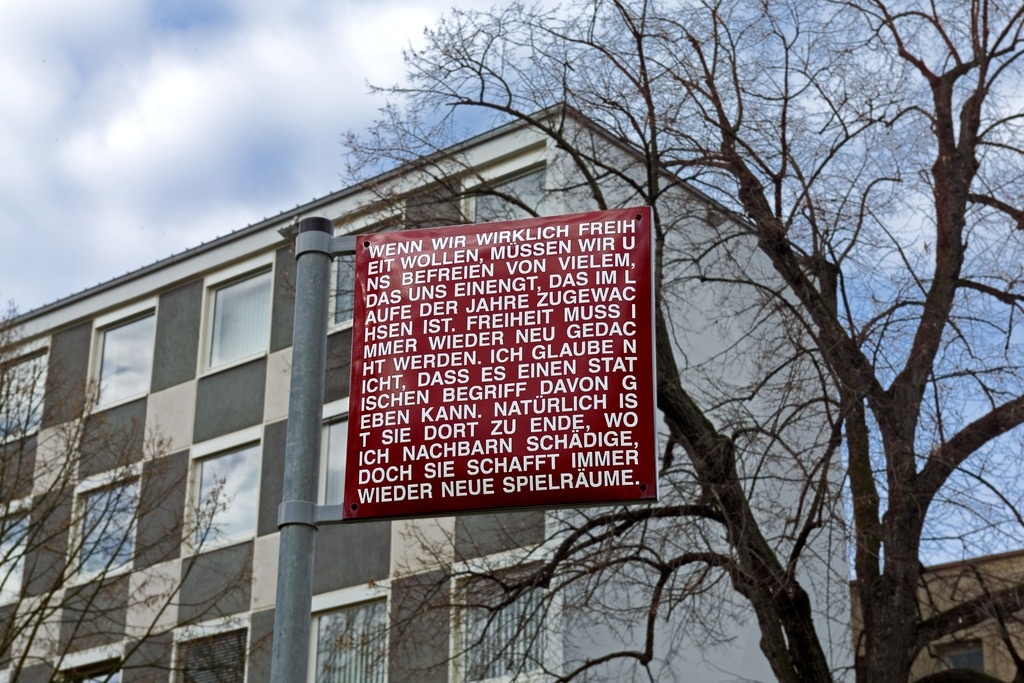 WENN WIR WIRKLICH FREIH
EIT WOLLEN, MÜSSEN WIR U
NS BEFREIEN VON VIELEM,
DAS UNS EINENGT, DAS IM L
AUFE DER JAHRE ZUGEWAC
HSEN IST. FREIHEIT MUSS I
MMER WIEDER NEU GEDAC
HT WERDEN. ICH GLAUBE N
ICHT, DASS ES EINEN STAT
ISCHEN BEGRIFF DAVON G
EBEN KANN. NATÜRLICH IS
T SIE DORT ZU ENDE, WO
ICH NACHBARN SCHÄDIGE,
DOCH SIE SCHAFFT IMMER
WIEDER NEUE SPIELRÄUME.